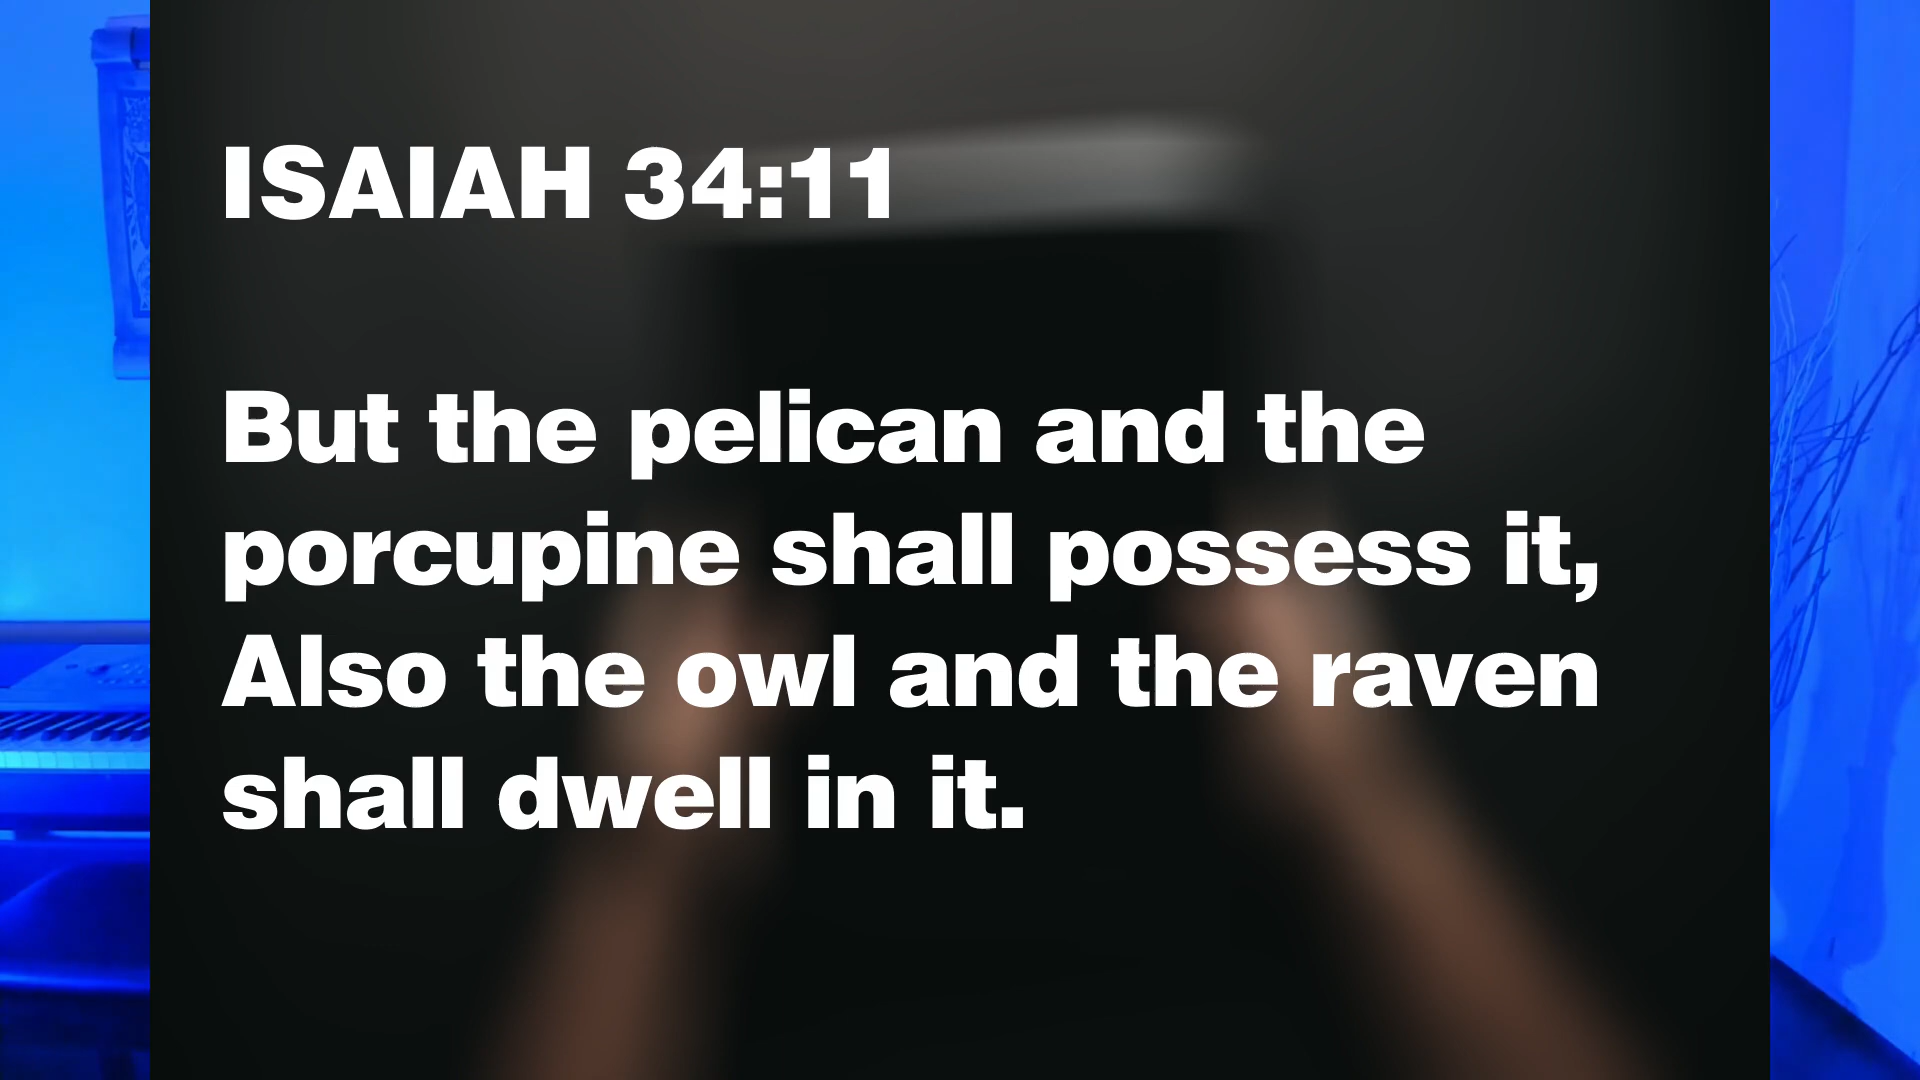 ISAIAH 34:11
But the pelican and the
porcupine shall possess it,
Also the owl and the raven
shall dwell in it.